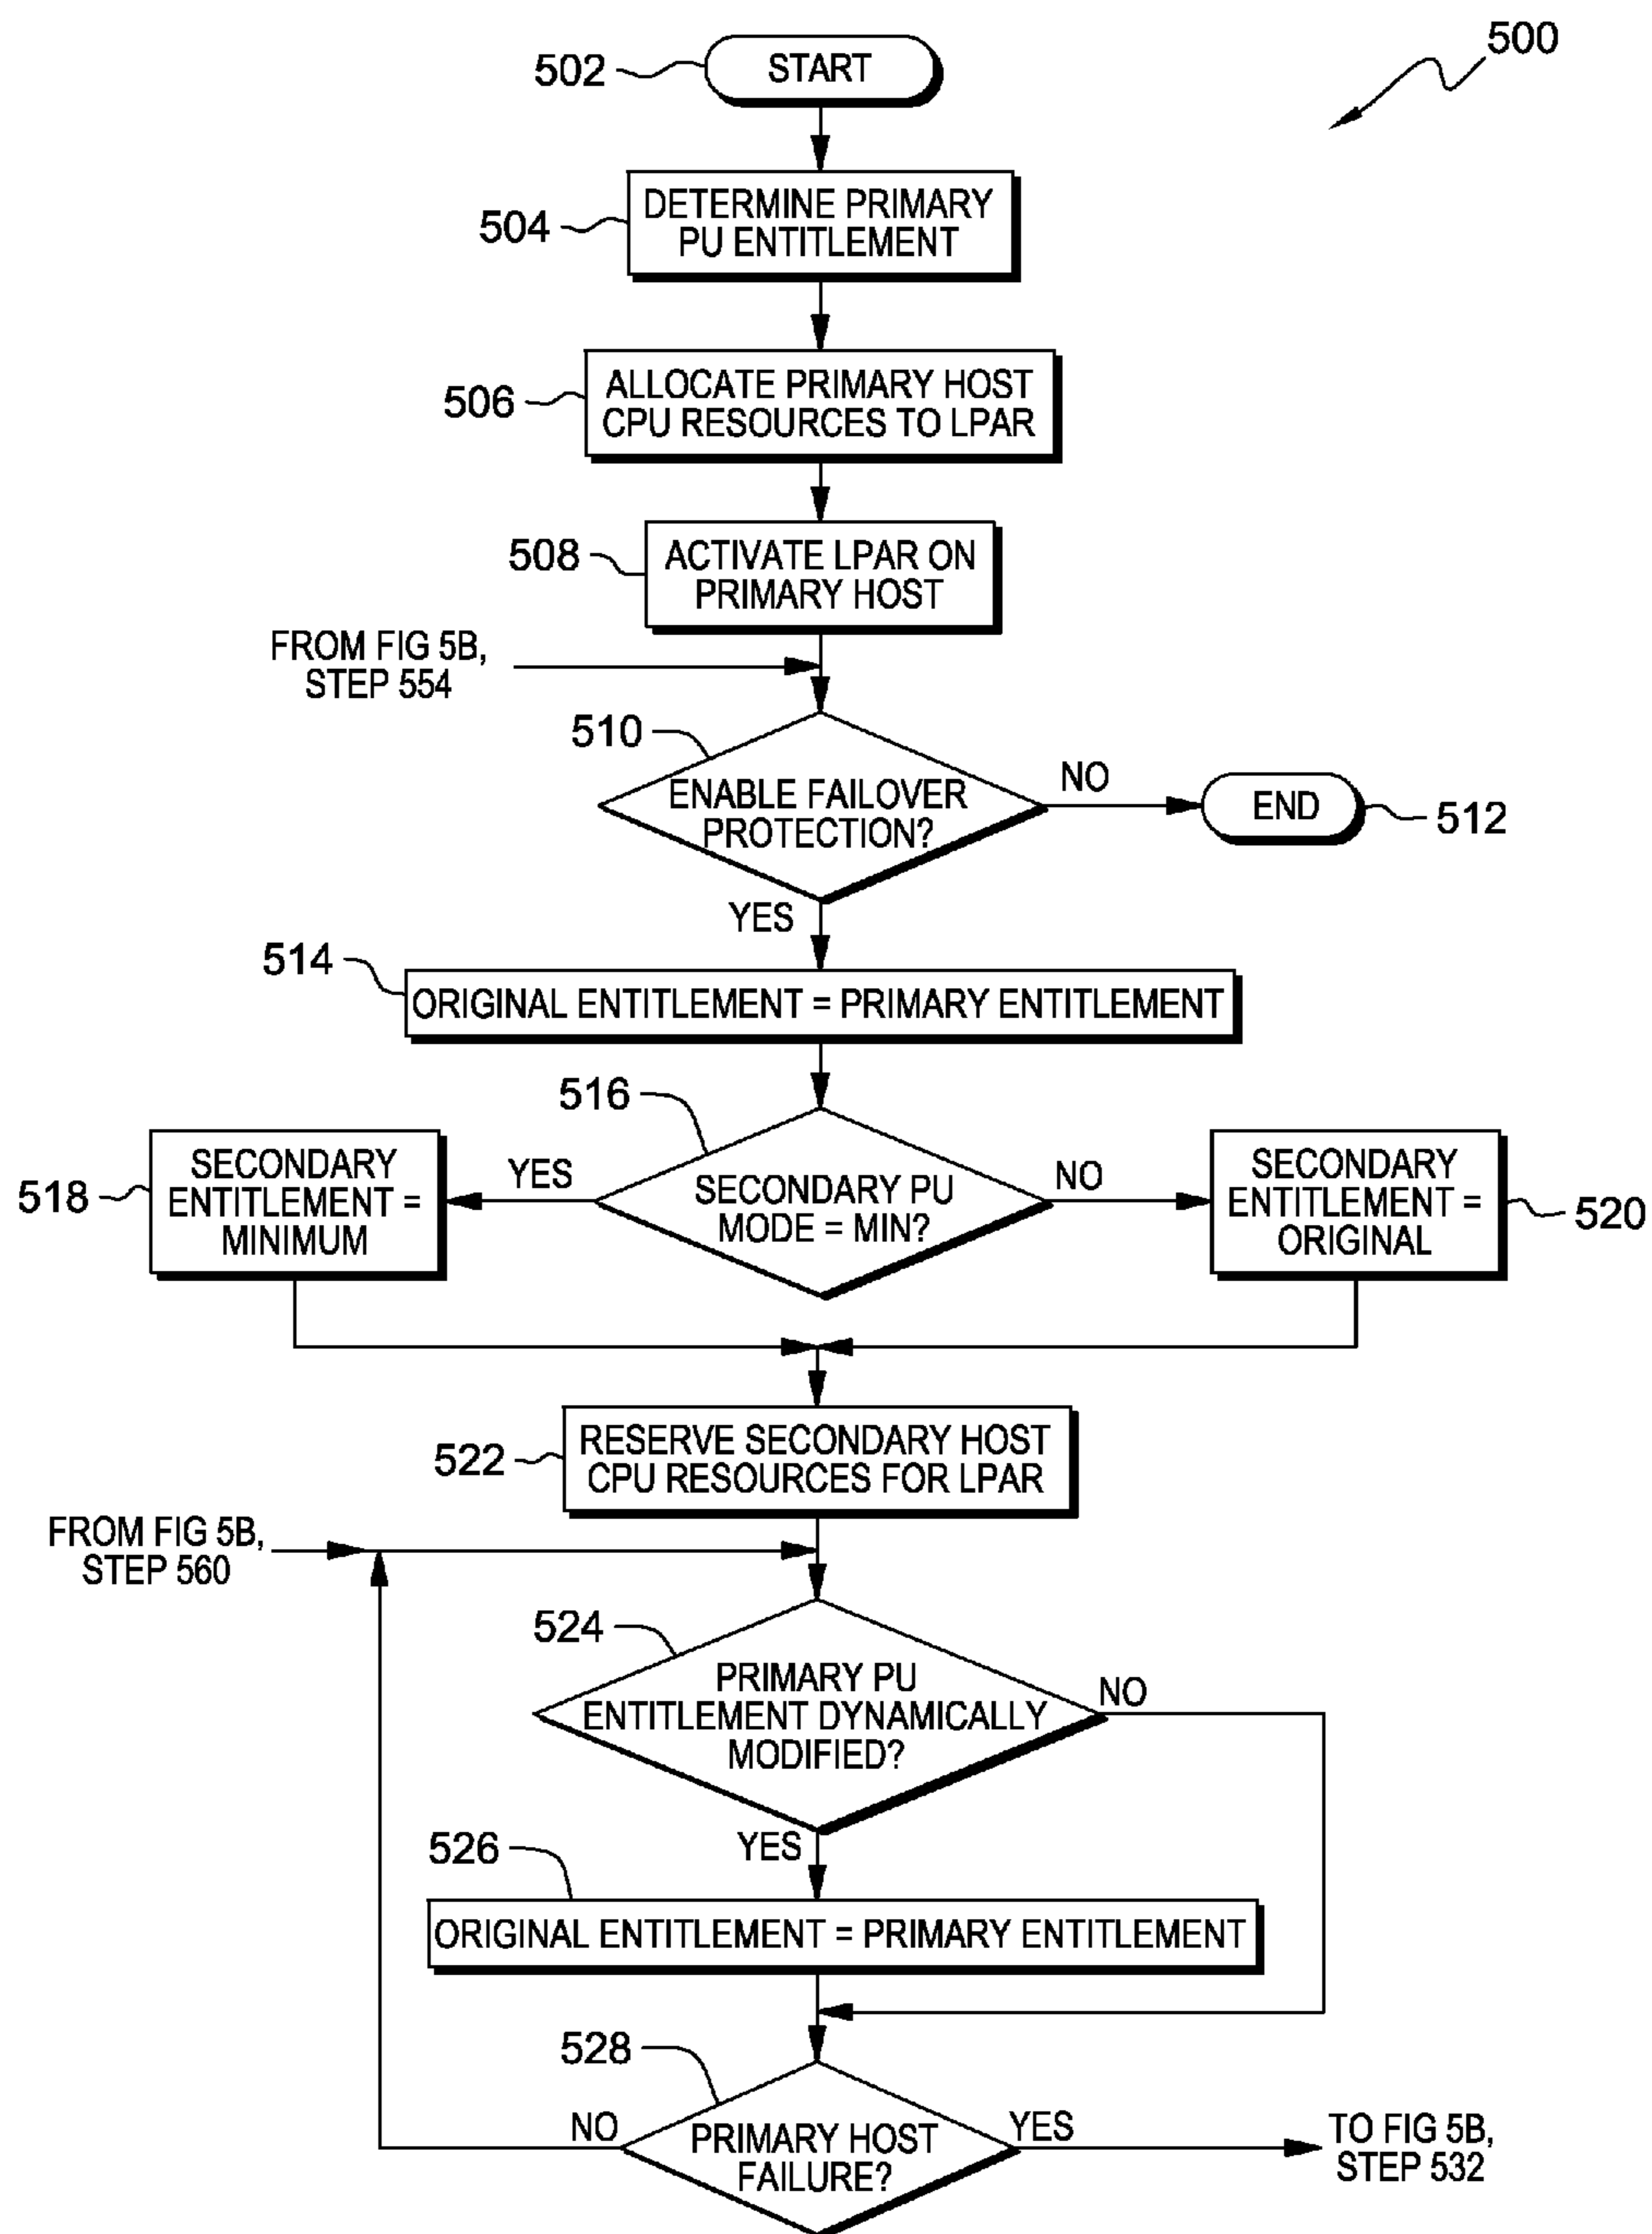 500
502
START
504
DETERMINE PRIMARY
PU ENTITLEMENT
506
ALLOCATE PRIMARY HOST
CPU RESOURCES TO LPAR
508
ACTIVATE LPAR ON
PRIMARY HOST
FROM FIG 5B,
STEP 554
510
ENABLE FAILOVER
PROTECTION?
NO
END
512
YES
514
ORIGINAL ENTITLEMENT = PRIMARY ENTITLEMENT
516
SECONDARY PU
MODE = MIN?
YES
518
SECONDARY
ENTITLEMENT =
MINIMUM
NO
SECONDARY
ENTITLEMENT =
ORIGINAL
520
522
RESERVE SECONDARY HOST
CPU RESOURCES FOR LPAR
FROM FIG 5B,
STEP 560
524
PRIMARY PU
ENTITLEMENT DYNAMICALLY
MODIFIED?
NO
YES
526
ORIGINAL ENTITLEMENT = PRIMARY ENTITLEMENT
528
PRIMARY HOST
FAILURE?
NO
YES
TO FIG 5B,
STEP 532